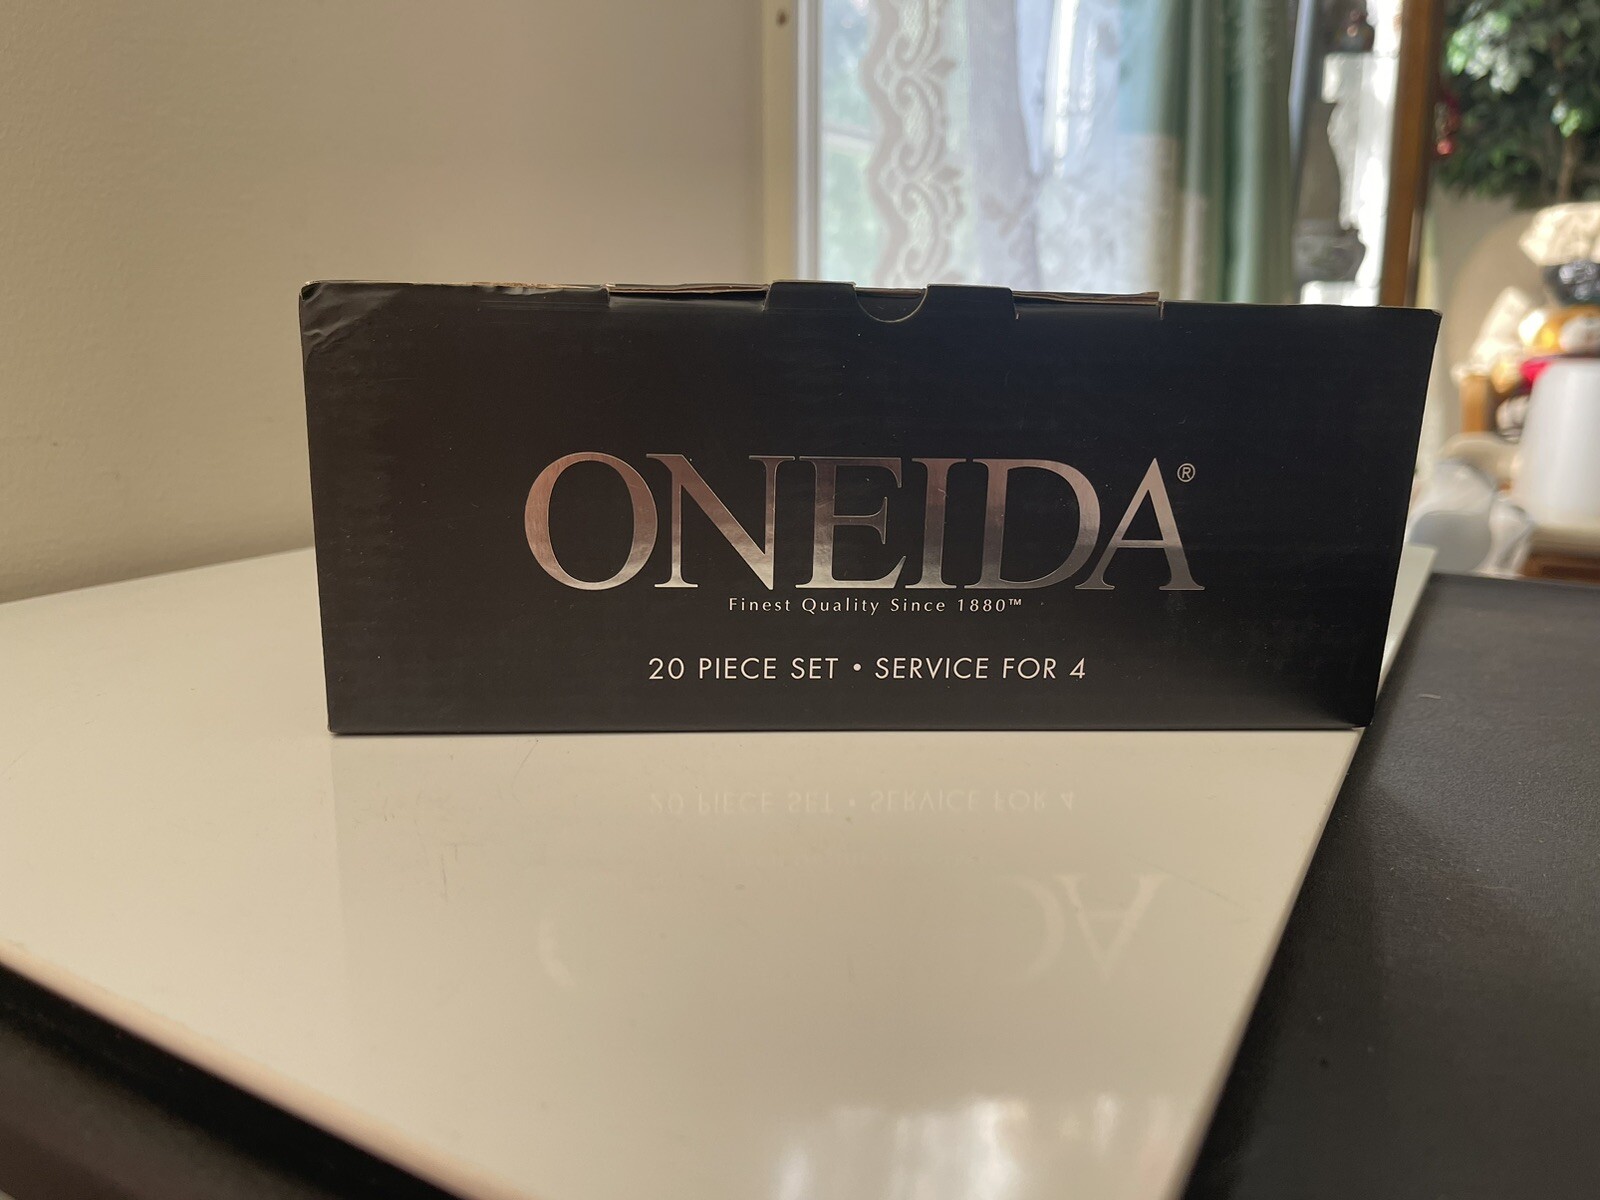 ONEIDA®
Finest Quality Since 1880™
20 PIECE SET • SERVICE FOR 4